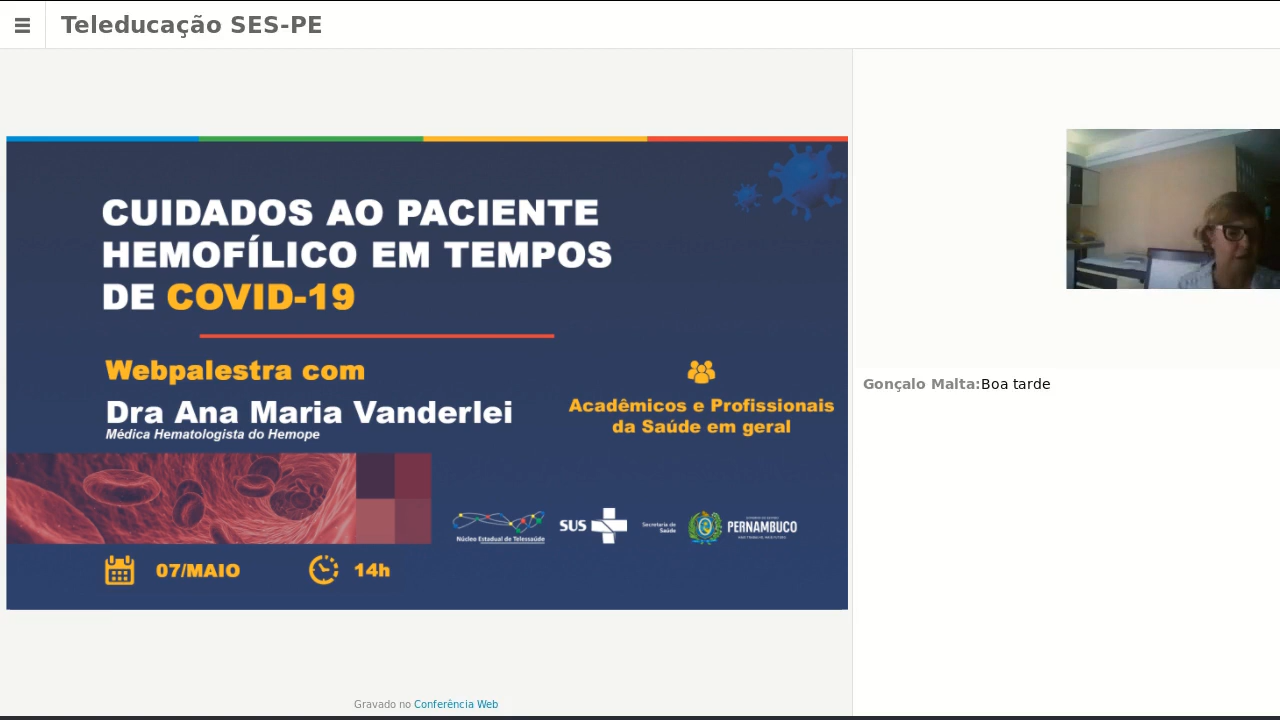 Teleducação SES-PE
CUIDADOS AO PACIENTE
HEMOFÍLICO EM TEMPOS
DE COVID-19
Webpalestra com
Dra Ana Maria Vanderlei
Médica Hematologista do Hemope
Acadêmicos e Profissionais
da Saúde em geral
Núcleo Estadual de Telessaúde
SUS
Secretaria de
Saúde
PERNAMBUCO
07/MAIO
14h
Gonçalo Malta:Boa tarde
Gravado no Conferência Web